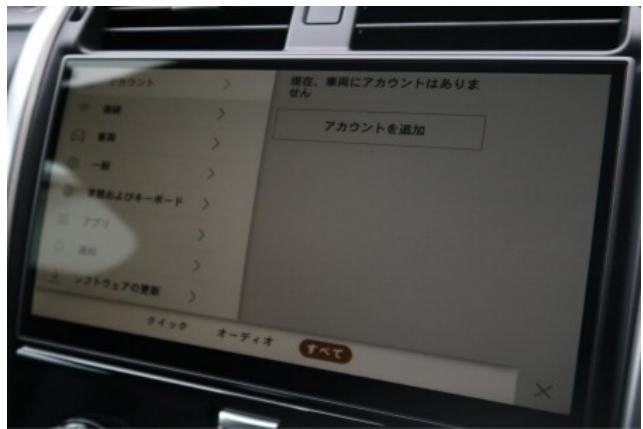 アカウント
接続
車両
一般
言語およびキーボード
アプリ
通知
ソフトウェアの更新
現在、車両にアカウントはありま
せん
アカウントを追加
クイック
オーディオ
すべて